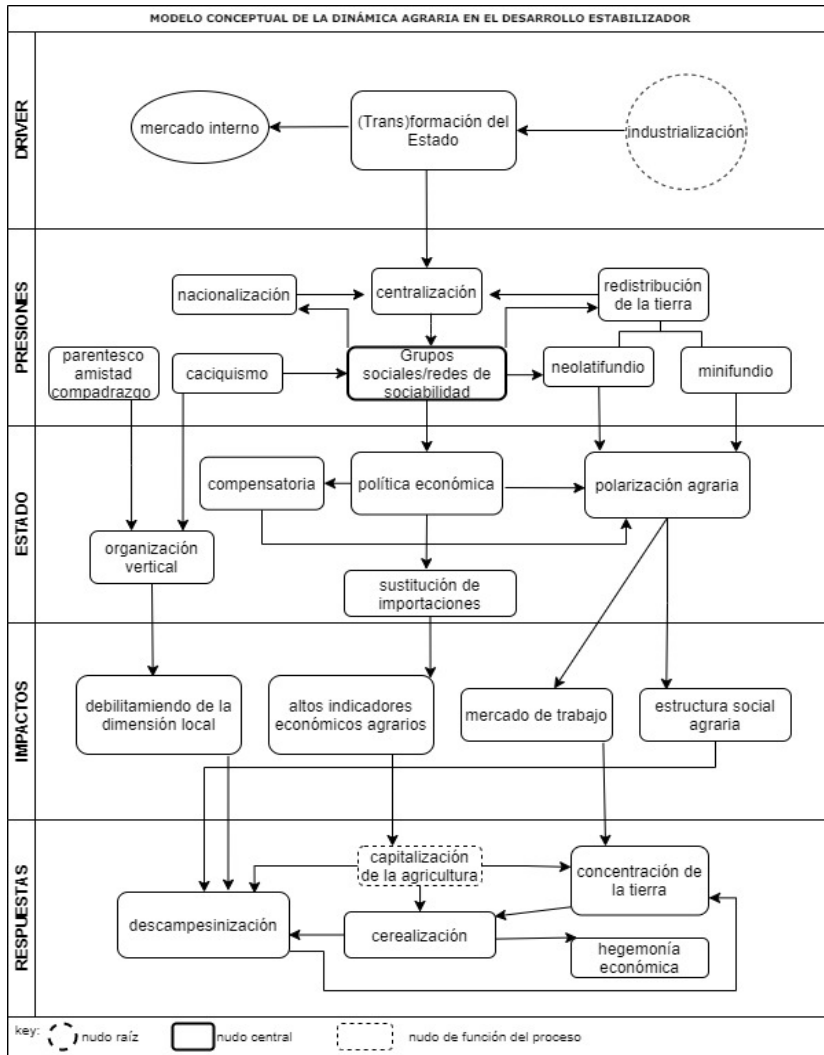 MODELO CONCEPTUAL DE LA DINÁMICA AGRARIA EN EL DESARROLLO ESTABILIZADOR
DRIVER
mercado interno
(Trans)formación del
Estado
industrialización
PRESIONES
nacionalización
centralización
redistribución
de la tierra
parentesco
amistad
compadrazgo
caciquismo
Grupos
sociales/redes de
sociabilidad
neolatifundio
minifundio
ESTADO
compensatoria
política económica
polarización agraria
organización
vertical
sustitución de
importaciones
IMPACTOS
debilitamiendo de la
dimensión local
altos indicadores
económicos agrarios
mercado de trabajo
estructura social
agraria
RESPUESTAS
capitalización
de la agricultura
concentración de
la tierra
descampesinización
cerealización
hegemonía
económica
key:
nudo raíz
nudo central
nudo de función del proceso